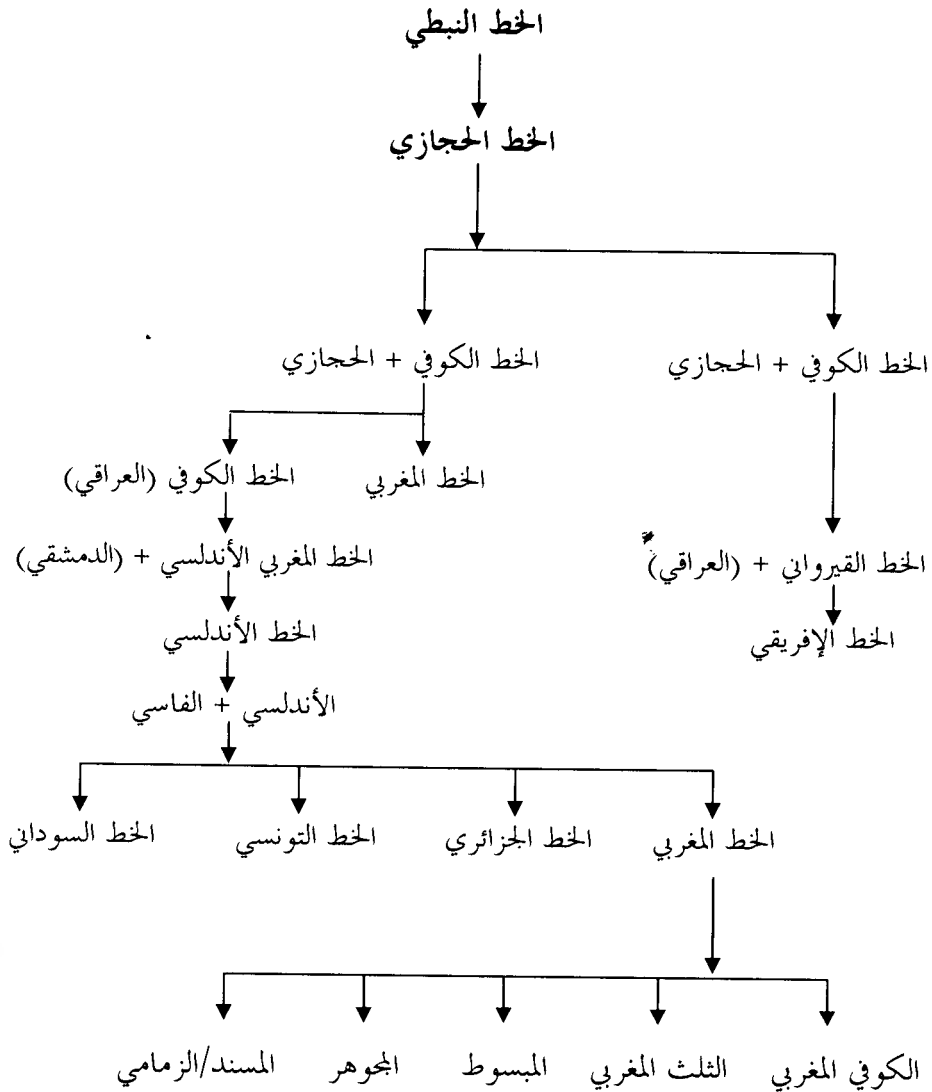 الخط النبطي
الخط الحجازي
الخط الكوفي + الحجازي
الخط الكوفي + الحجازي
الخط المغربي
الخط الكوفي (العراقي)
الخط القيرواني + (العراقي)
الخط المغربي الأندلسي + (الدمشقي)
الخط الإفريقي
الخط الأندلسي
الأندلسي + الفاسي
الخط المغربي
الخط الجزائري
الخط التونسي
الخط السوداني
الكوفي المغربي
الثلث المغربي
المبسوط
المجوهر
المسند/الزمامي